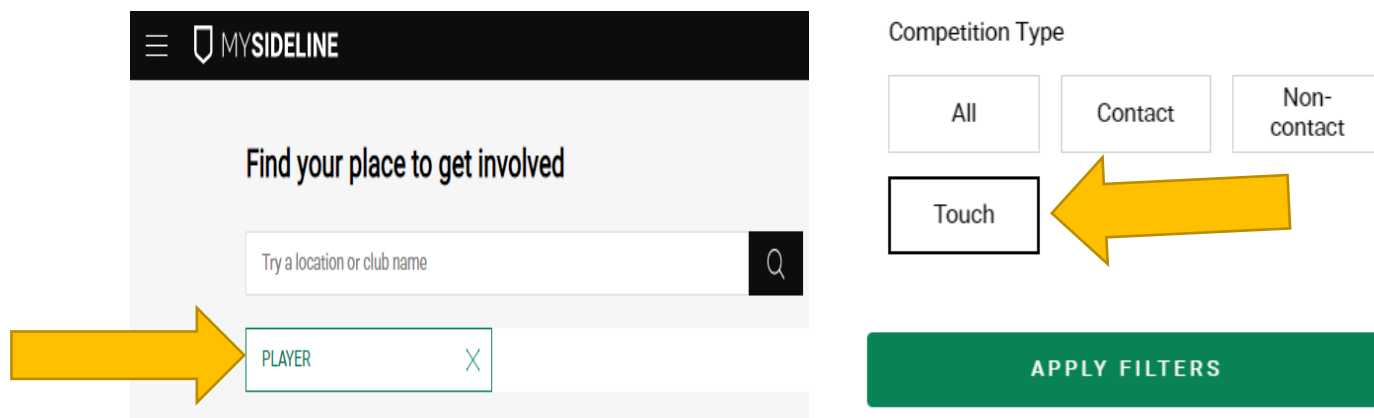 MYSIDELINE
Find your place to get involved
Try a location or club name
PLAYER
Competition Type
All
Contact
Non-
contact
Touch
APPLY FILTERS